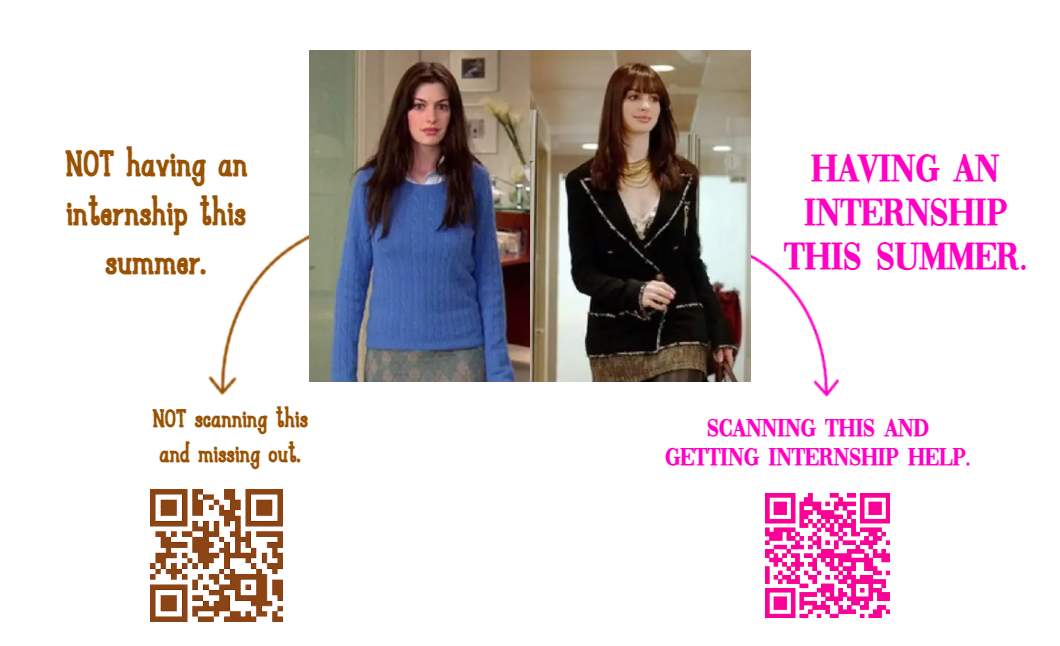 NOT having an
internship this
summer.
HAVING AN
INTERNSHIP
THIS SUMMER.
NOT scanning this
and missing out.
SCANNING THIS AND
GETTING INTERNSHIP HELP.